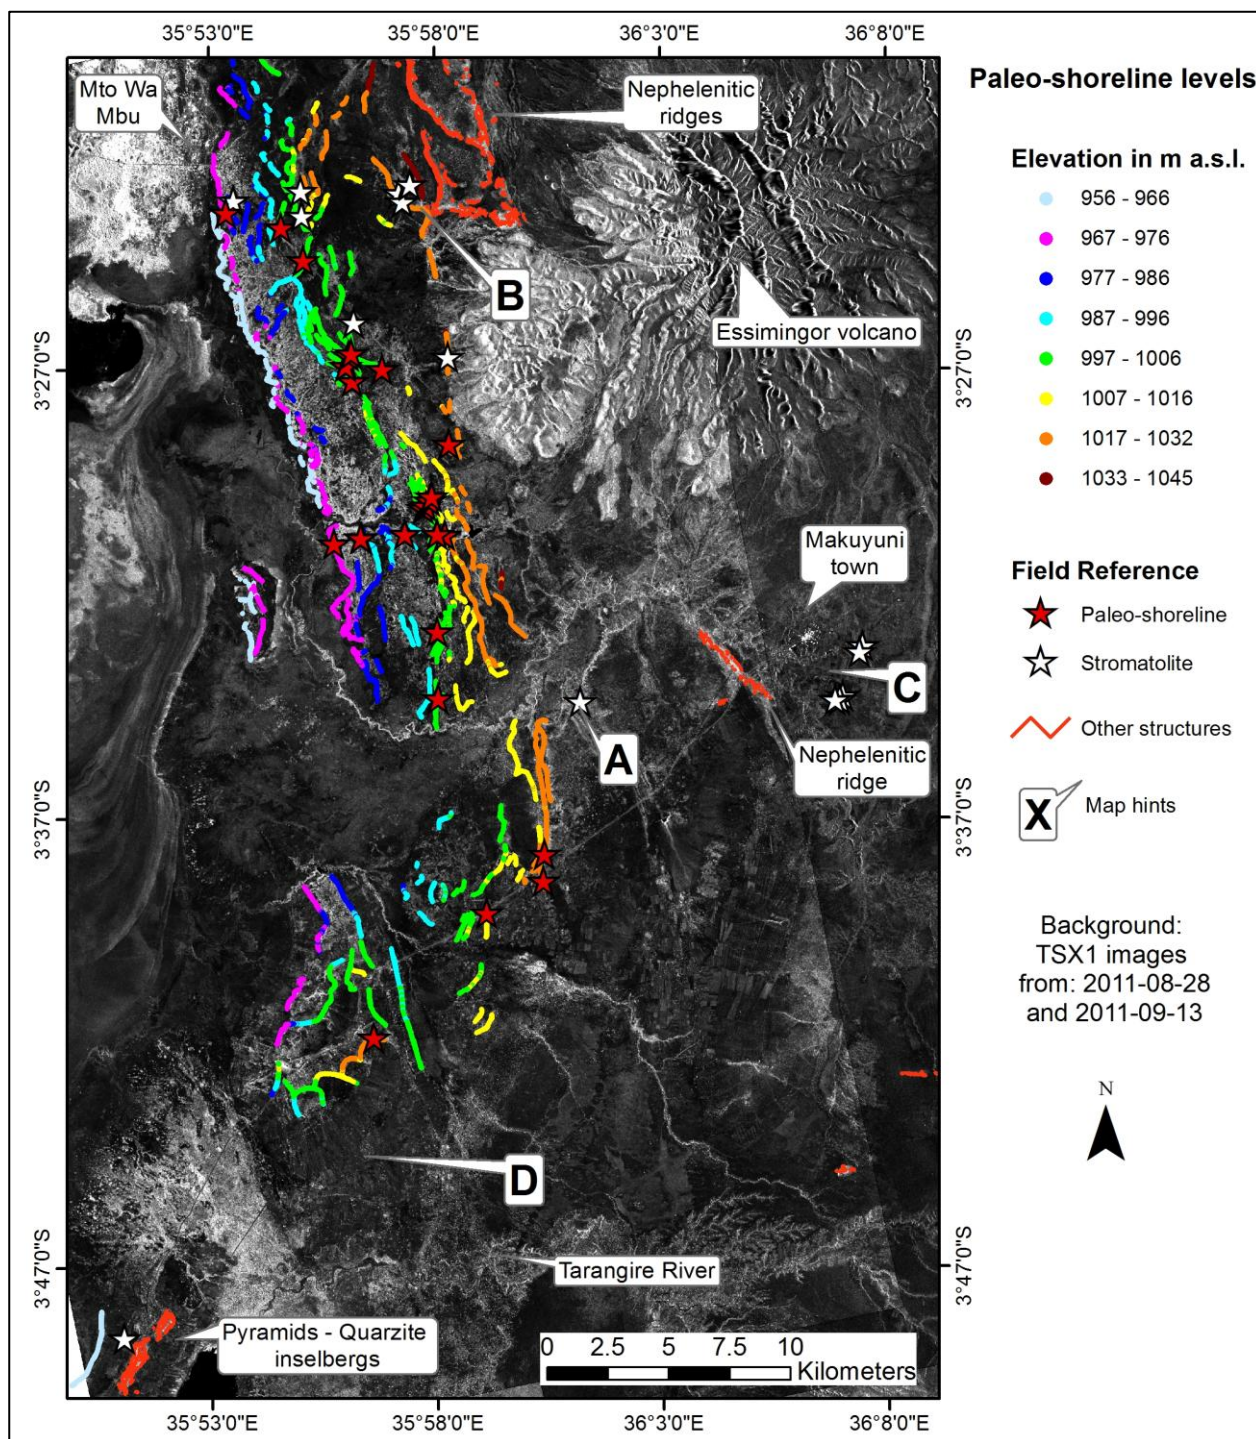 35°53'0"E
35°58'0"E
36°3'0"E
36°8'0"E
Mto Wa
Mbu
Nephelenitic
ridges
B
Essimingor volcano
3°27'0"S
3°27'0"S
Makuyuni
town
C
A
Nephelenitic
ridge
3°37'0"S
3°37'0"S
D
Tarangire River
3°47'0"S
3°47'0"S
Pyramids - Quarzite
inselbergs
0 2.5 5 7.5 10
Kilometers
35°53'0"E
35°58'0"E
36°3'0"E
36°8'0"E
Paleo-shoreline levels
Elevation in m a.s.l.
956 - 966
967 - 976
977 - 986
987 - 996
997 - 1006
1007 - 1016
1017 - 1032
1033 - 1045
Field Reference
Paleo-shoreline
Stromatolite
Other structures
X Map hints
Background:
TSX1 images
from: 2011-08-28
and 2011-09-13
N